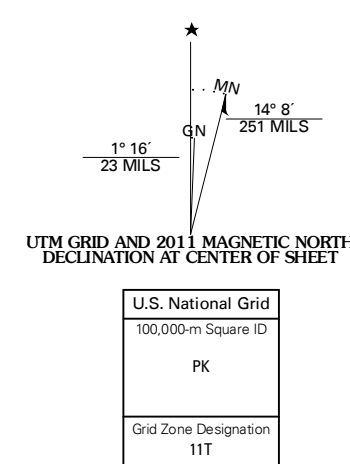 MN
GN
14° 8´
251 MILS
1° 16´
23 MILS
UTM GRID AND 2011 MAGNETIC NORTH
DECLINATION AT CENTER OF SHEET
U.S. National Grid
100,000-m Square ID
PK
Grid Zone Designation
11T